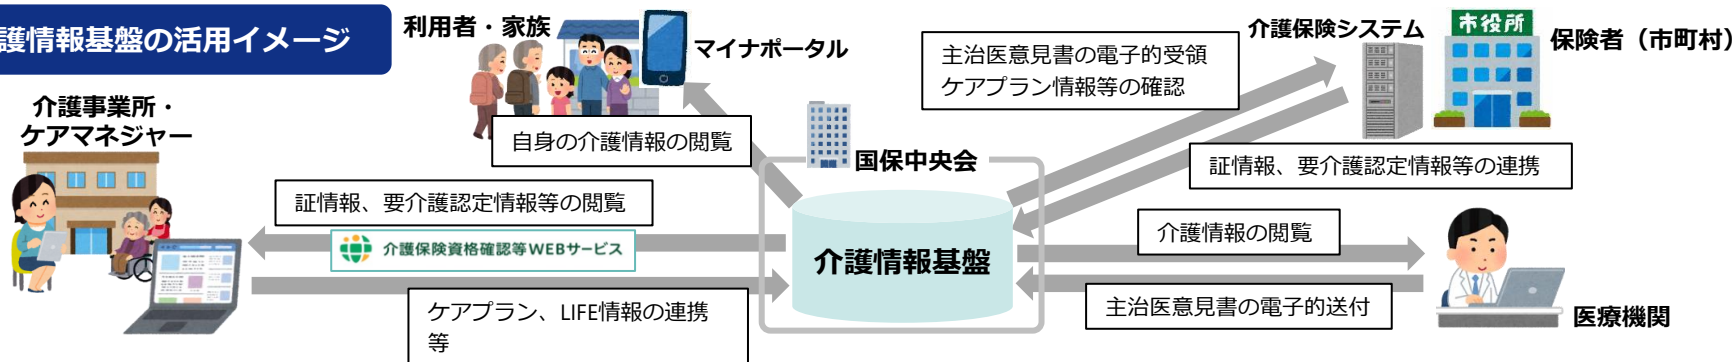 護情報基盤の活用イメージ
利用者・家族
マイナポータル
自身の介護情報の閲覧
介護事業所・
ケアマネジャー
証情報、要介護認定情報等の閲覧
介護保険資格確認等WEBサービス
ケアプラン、LIFE情報の連携
等
国保中央会
介護情報基盤
主治医意見書の電子的受領
ケアプラン情報等の確認
介護保険システム
市役所
保険者（市町村）
証情報、要介護認定情報等の連携
介護情報の閲覧
主治医意見書の電子的送付
医療機関